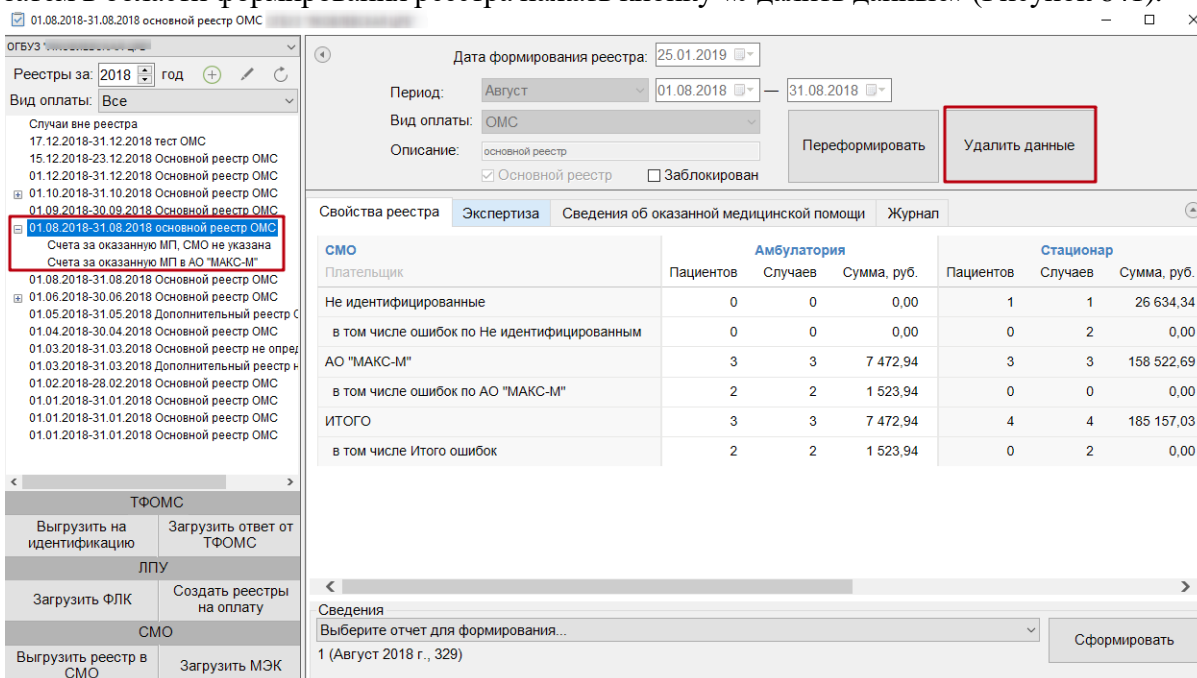 затем в области формирования реестра нажать кнопку «Удалить данные» (Рисунок 341).
01.08.2018-31.08.2018 основной реестр ОМС
ОГБУЗ
Реестры за: 2018 год
Вид оплаты: Все
Случаи вне реестра
17.12.2018-31.12.2018 тест ОМС
15.12.2018-23.12.2018 Основной реестр ОМС
01.12.2018-31.12.2018 Основной реестр ОМС
01.10.2018-31.10.2018 Основной реестр ОМС
01.09.2018-30.09.2018 Основной реестр ОМС
01.08.2018-31.08.2018 основной реестр ОМС
Счета за оказанную МП, СМО не указана
Счета за оказанную МП в АО "МАКС-М"
01.08.2018-31.08.2018 Основной реестр ОМС
01.06.2018-30.06.2018 Основной реестр ОМС
01.05.2018-31.05.2018 Дополнительный реестр
01.04.2018-30.04.2018 Основной реестр ОМС
01.03.2018-31.03.2018 Основной реестр не опред
01.03.2018-31.03.2018 Дополнительный реестр н
01.02.2018-28.02.2018 Основной реестр ОМС
01.01.2018-31.01.2018 Основной реестр ОМС
01.01.2018-31.01.2018 Основной реестр ОМС
01.01.2018-31.01.2018 Основной реестр ОМС
ТФОМС
Выгрузить на идентификацию
Загрузить ответ от ТФОМС
ЛПУ
Загрузить ФЛК
Создать реестры на оплату
СМО
Выгрузить реестр в СМО
Загрузить МЭК
Дата формирования реестра: 25.01.2019
Период: Август 01.08.2018 — 31.08.2018
Вид оплаты: ОМС
Описание: основной реестр
Основной реестр Заблокирован
Переформировать
Удалить данные
Свойства реестра Экспертиза Сведения об оказанной медицинской помощи Журнал
СМО Амбулатория Стационар
Плательщик Пациентов Случаев Сумма, руб. Пациентов Случаев Сумма, руб.
Не идентифицированные 0 0 0,00 1 1 26 634,34
в том числе ошибок по Не идентифицированным 0 0 0,00 0 2 0,00
АО "МАКС-М" 3 3 7 472,94 3 3 158 522,69
в том числе ошибок по АО "МАКС-М" 2 2 1 523,94 0 0 0,00
ИТОГО 3 3 7 472,94 4 4 185 157,03
в том числе Итого ошибок 2 2 1 523,94 0 2 0,00
Сведения
Выберите отчет для формирования...
Сформировать
1 (Август 2018 г., 329)